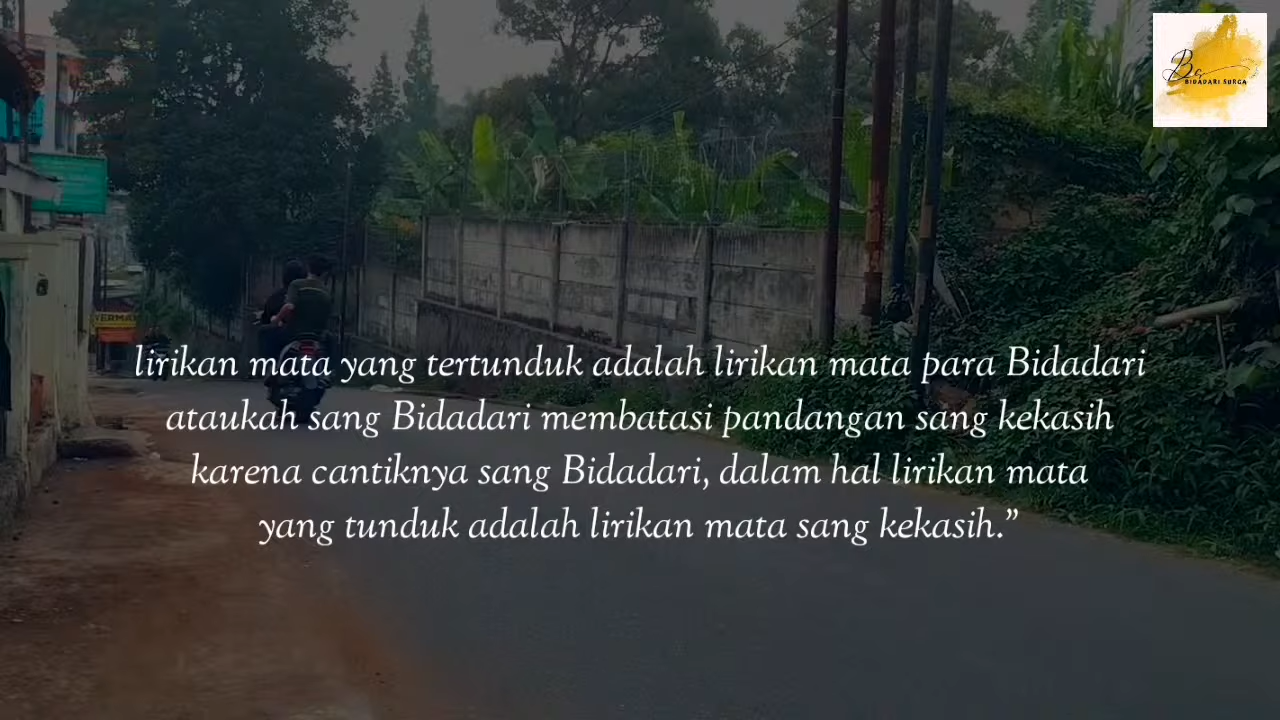 Bs
BIDADARI SURGA
lirikan mata yang tertunduk adalah lirikan mata para Bidadari
ataukah sang Bidadari membatasi pandangan sang kekasih
karena cantiknya sang Bidadari, dalam hal lirikan mata
yang tunduk adalah lirikan mata sang kekasih.”